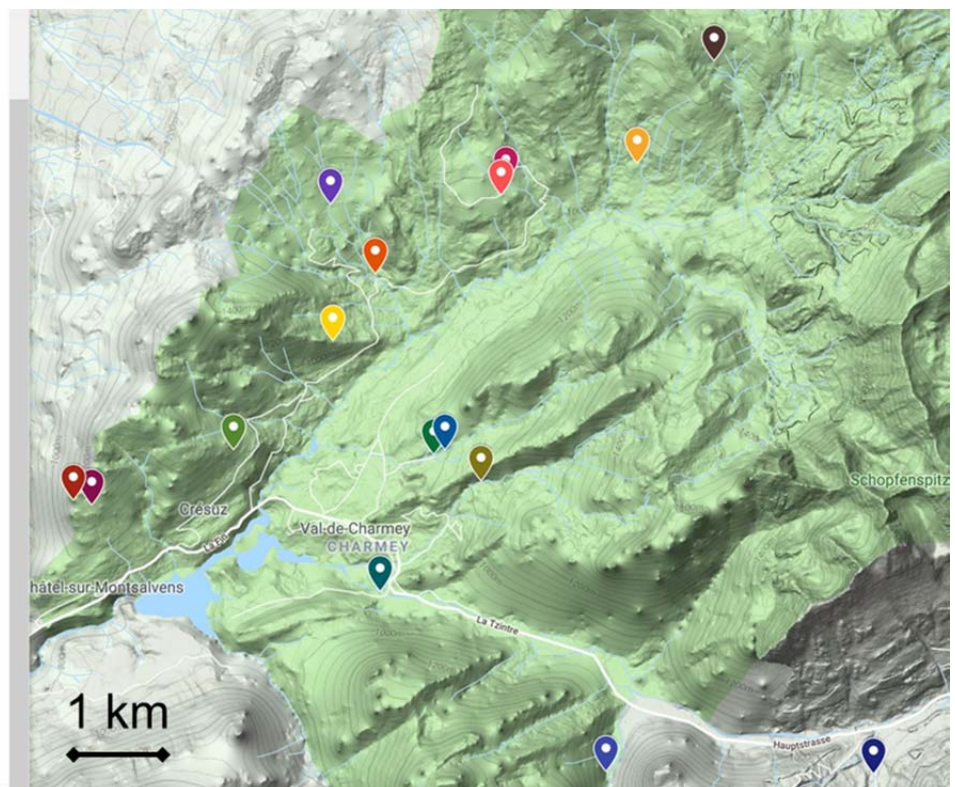 Schopfenspitz
Crésuz
Val-de-Charmey
CHARMEY
hâtel-sur-Montsalvens
La Tzintre
1 km
Hauptstrasse